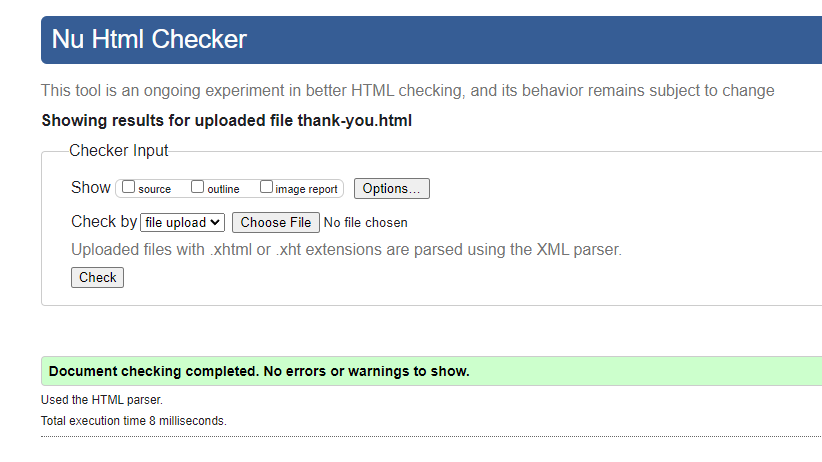 Nu Html Checker
This tool is an ongoing experiment in better HTML checking, and its behavior remains subject to change
Showing results for uploaded file thank-you.html
Checker Input
Show source outline image report Options...
Check by file upload Choose File No file chosen
Uploaded files with .xhtml or .xht extensions are parsed using the XML parser.
Check
Document checking completed. No errors or warnings to show.
Used the HTML parser.
Total execution time 8 milliseconds.